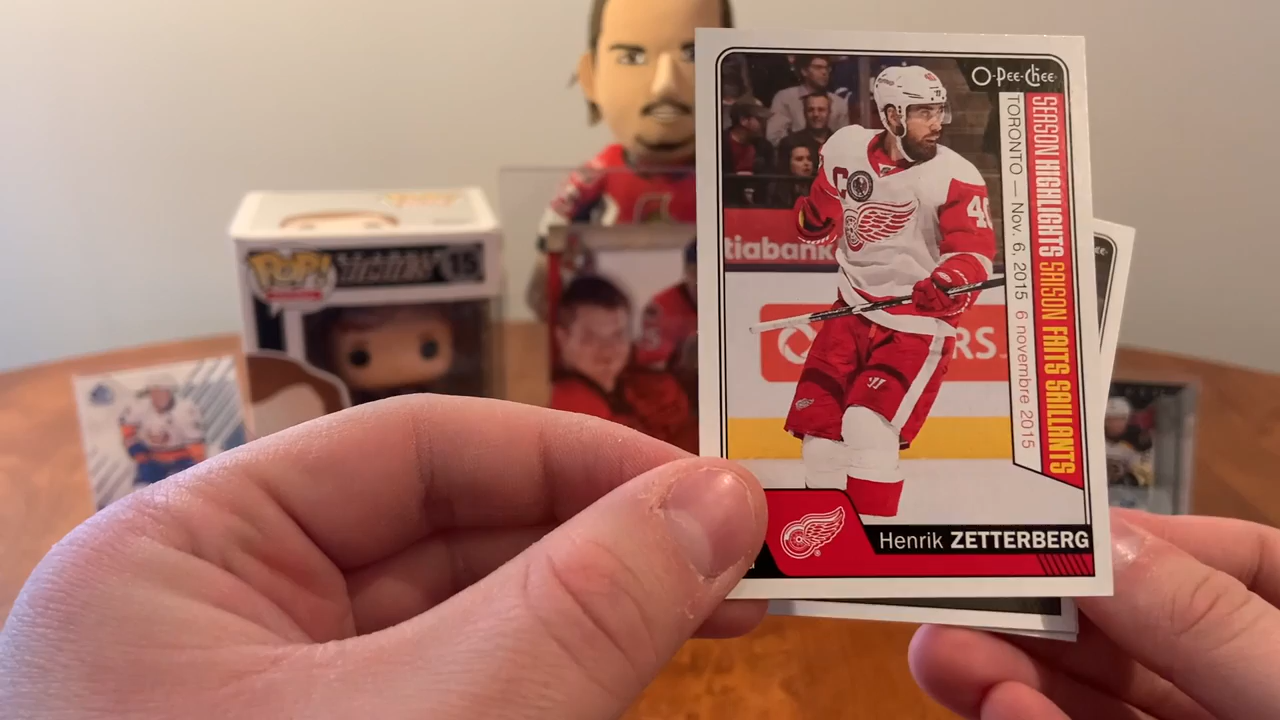 O-Pee-Chee
SEASON HIGHLIGHTS SAISON FAITS SAILLANTS
TORONTO — Nov. 6, 2015 6 novembre 2015
C
40
tiabank
RS
Henrik ZETTERBERG
POP!
15